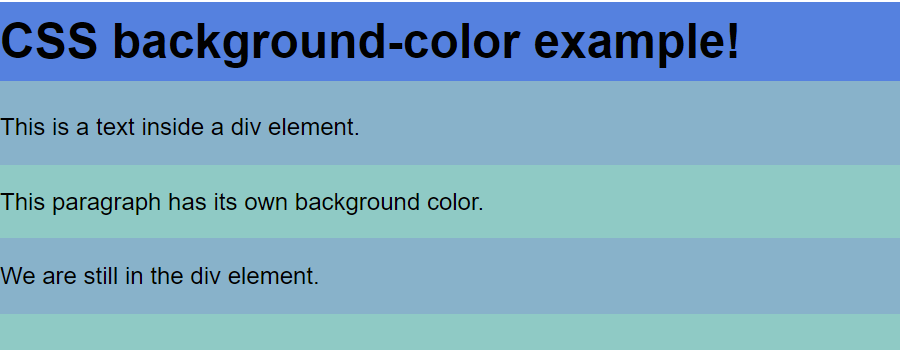 CSS background-color example!
This is a text inside a div element.
This paragraph has its own background color.
We are still in the div element.